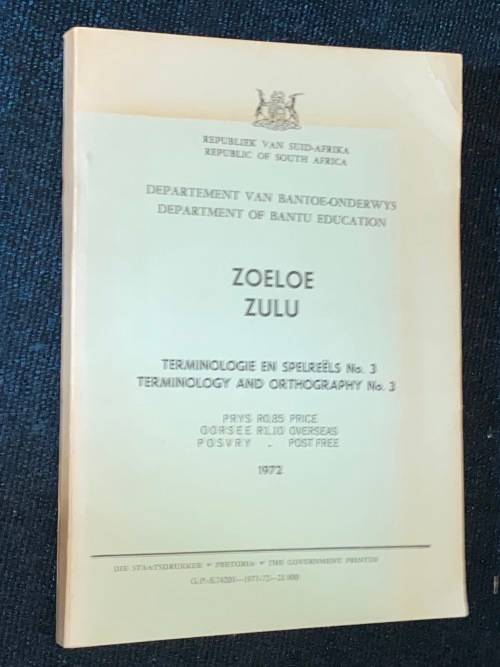 REPUBLIEK VAN SUID-AFRIKA
REPUBLIC OF SOUTH AFRICA
DEPARTEMENT VAN BANTOE-ONDERWYS
DEPARTMENT OF BANTU EDUCATION
ZOELOE
ZULU
TERMINOLOGIE EN SPELREËLS No. 3
TERMINOLOGY AND ORTHOGRAPHY No. 3
PRYS R0,85 PRICE
OORSEE R1,10 OVERSEAS
POSVRY - POST FREE
1972
DIE STAATSDRUKKER • PRETORIA • THE GOVERNMENT PRINTER